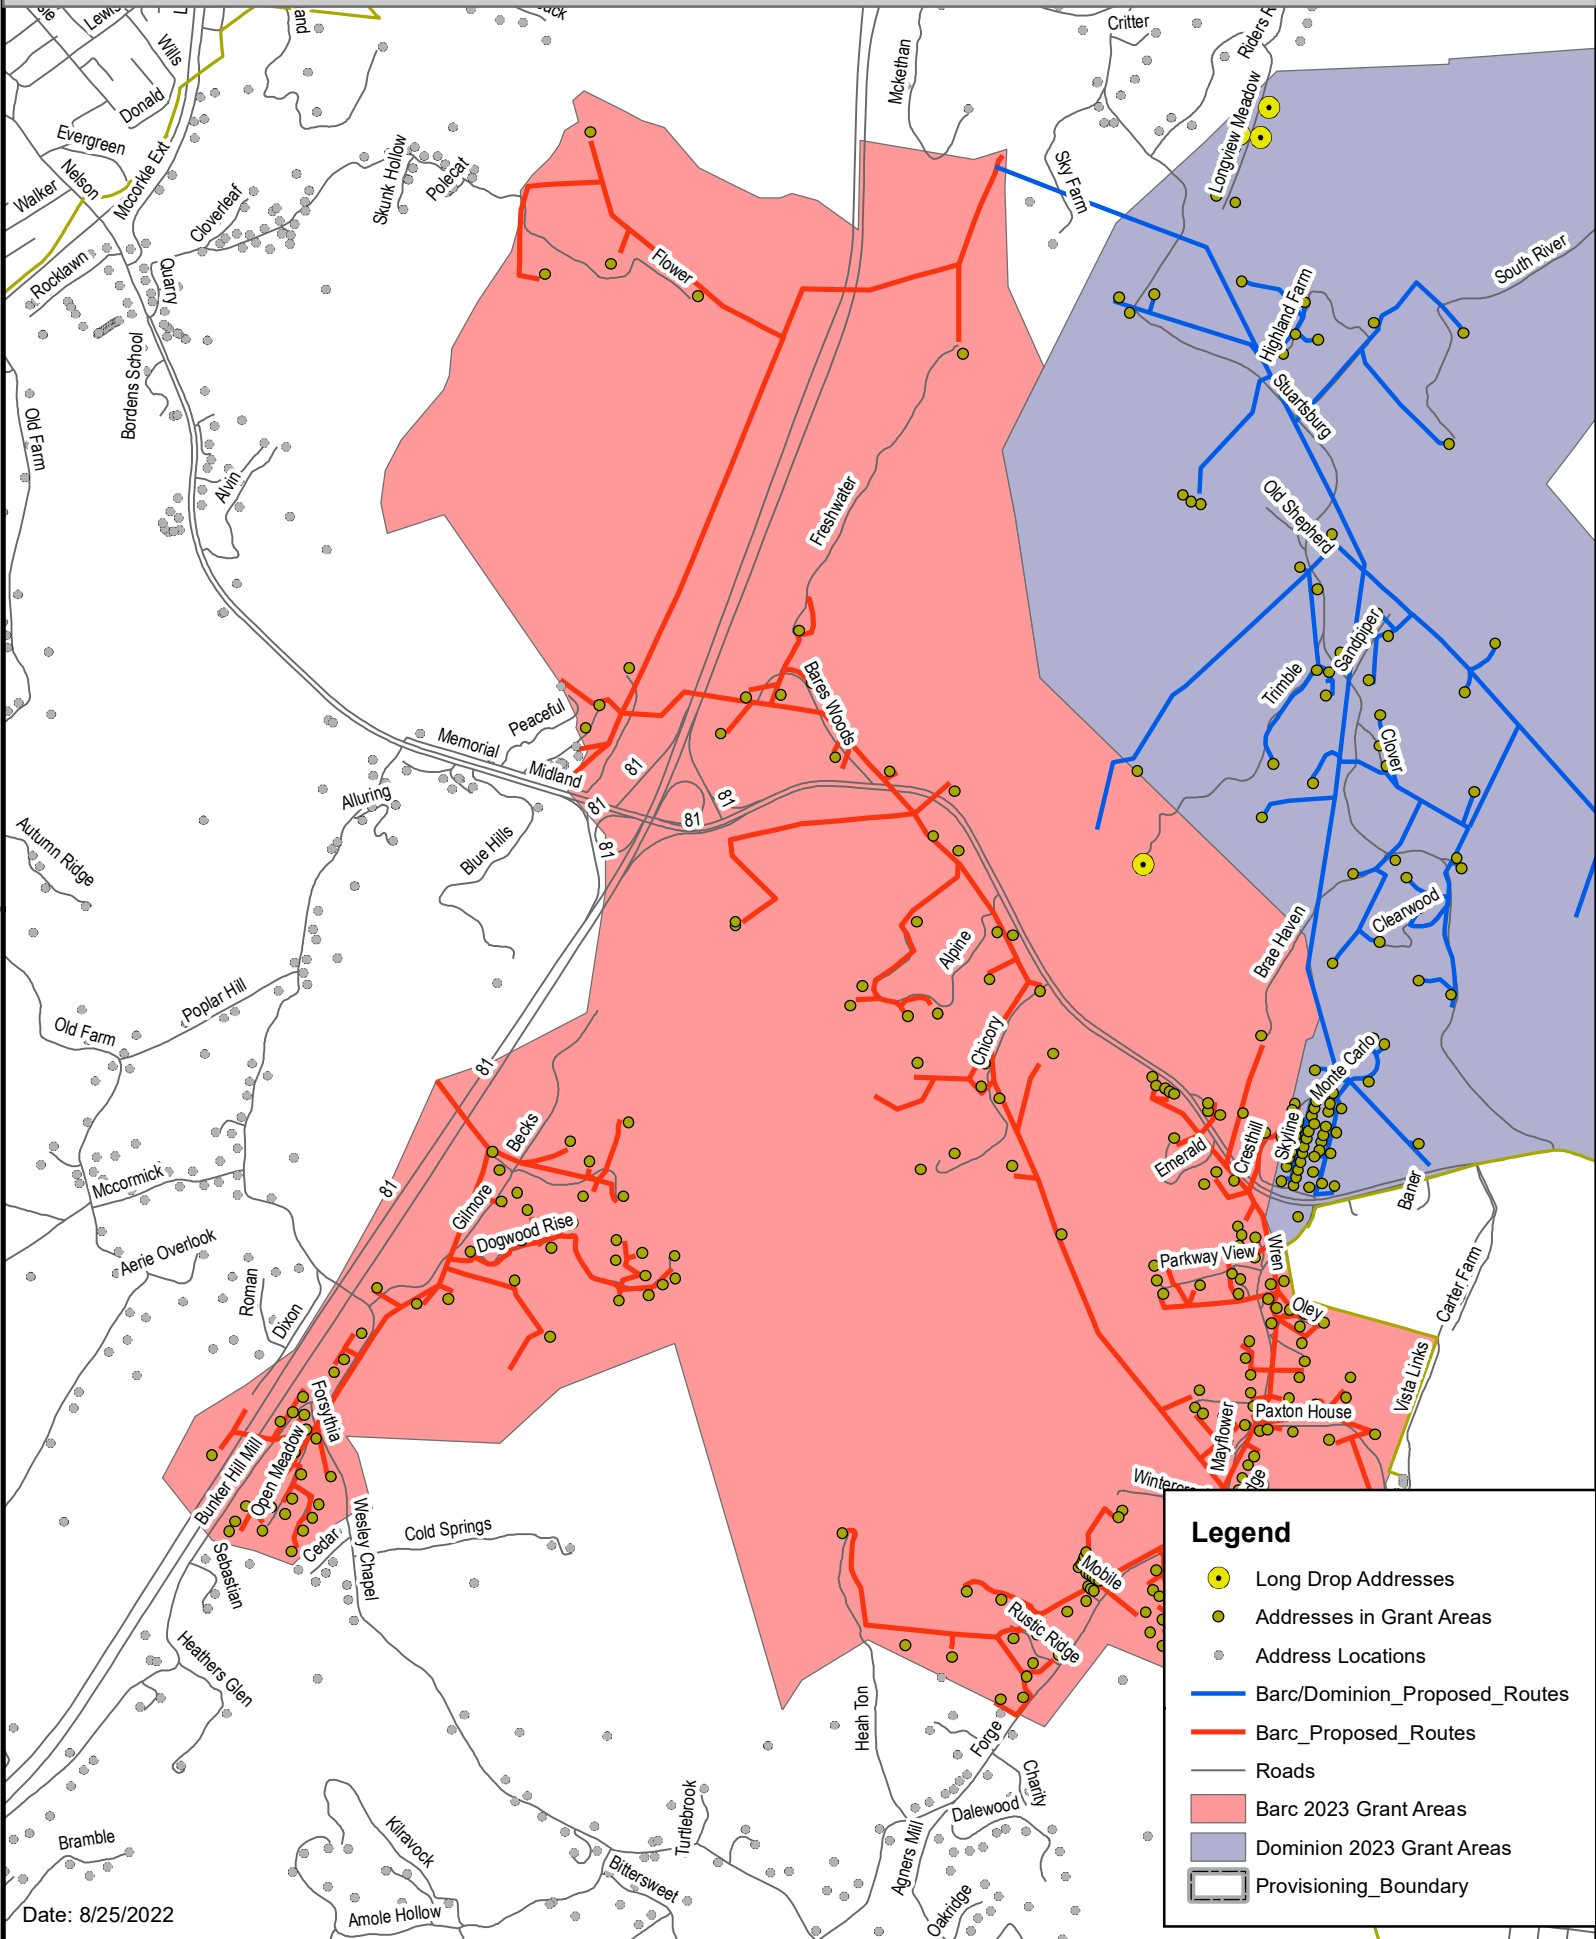 Lewis
Wills
Donald
Evergreen
Nelson
Walker
Mccorkle Ext
Rocklawn
Cloverleaf
Quarry
Skunk Hollow
Polecat
Bordens School
Old Farm
Alvin
Mckethan
Critter
Sky Farm
Longview Meadow
South River
Flower
Highland Farm
Stuartsburg
Freshwater
Old Shepherd
Sandpiper
Trimble
Clover
Bares Woods
Peaceful
Memorial
Midland
81
81
81
81
81
Alluring
Blue Hills
Autumn Ridge
Clearwood
Brae Haven
Alpine
Poplar Hill
Old Farm
Chicory
81
Monte Carlo
Becks
Skyline
Cresthill
Emerald
Mccormick
81
Gilmore
Baner
Dogwood Rise
Aerie Overlook
Parkway View
Wren
Carter Farm
Roman
Dixon
Oley
Vista Links
Forsythia
Paxton House
Mayflower
Open Meadow
Bunker Hill Mill
Wesley Chapel
Cold Springs
Cedar
Sebastian
Mobile
Rustic Ridge
Heathers Glen
Heah Ton
Forge
Charity
Dalewood
Turtlebrook
Kilravock
Bramble
Agners Mill
Bittersweet
Oakridge
Amole Hollow
Date: 8/25/2022
Legend
Long Drop Addresses
Addresses in Grant Areas
Address Locations
Barc/Dominion_Proposed_Routes
Barc_Proposed_Routes
Roads
Barc 2023 Grant Areas
Dominion 2023 Grant Areas
Provisioning_Boundary